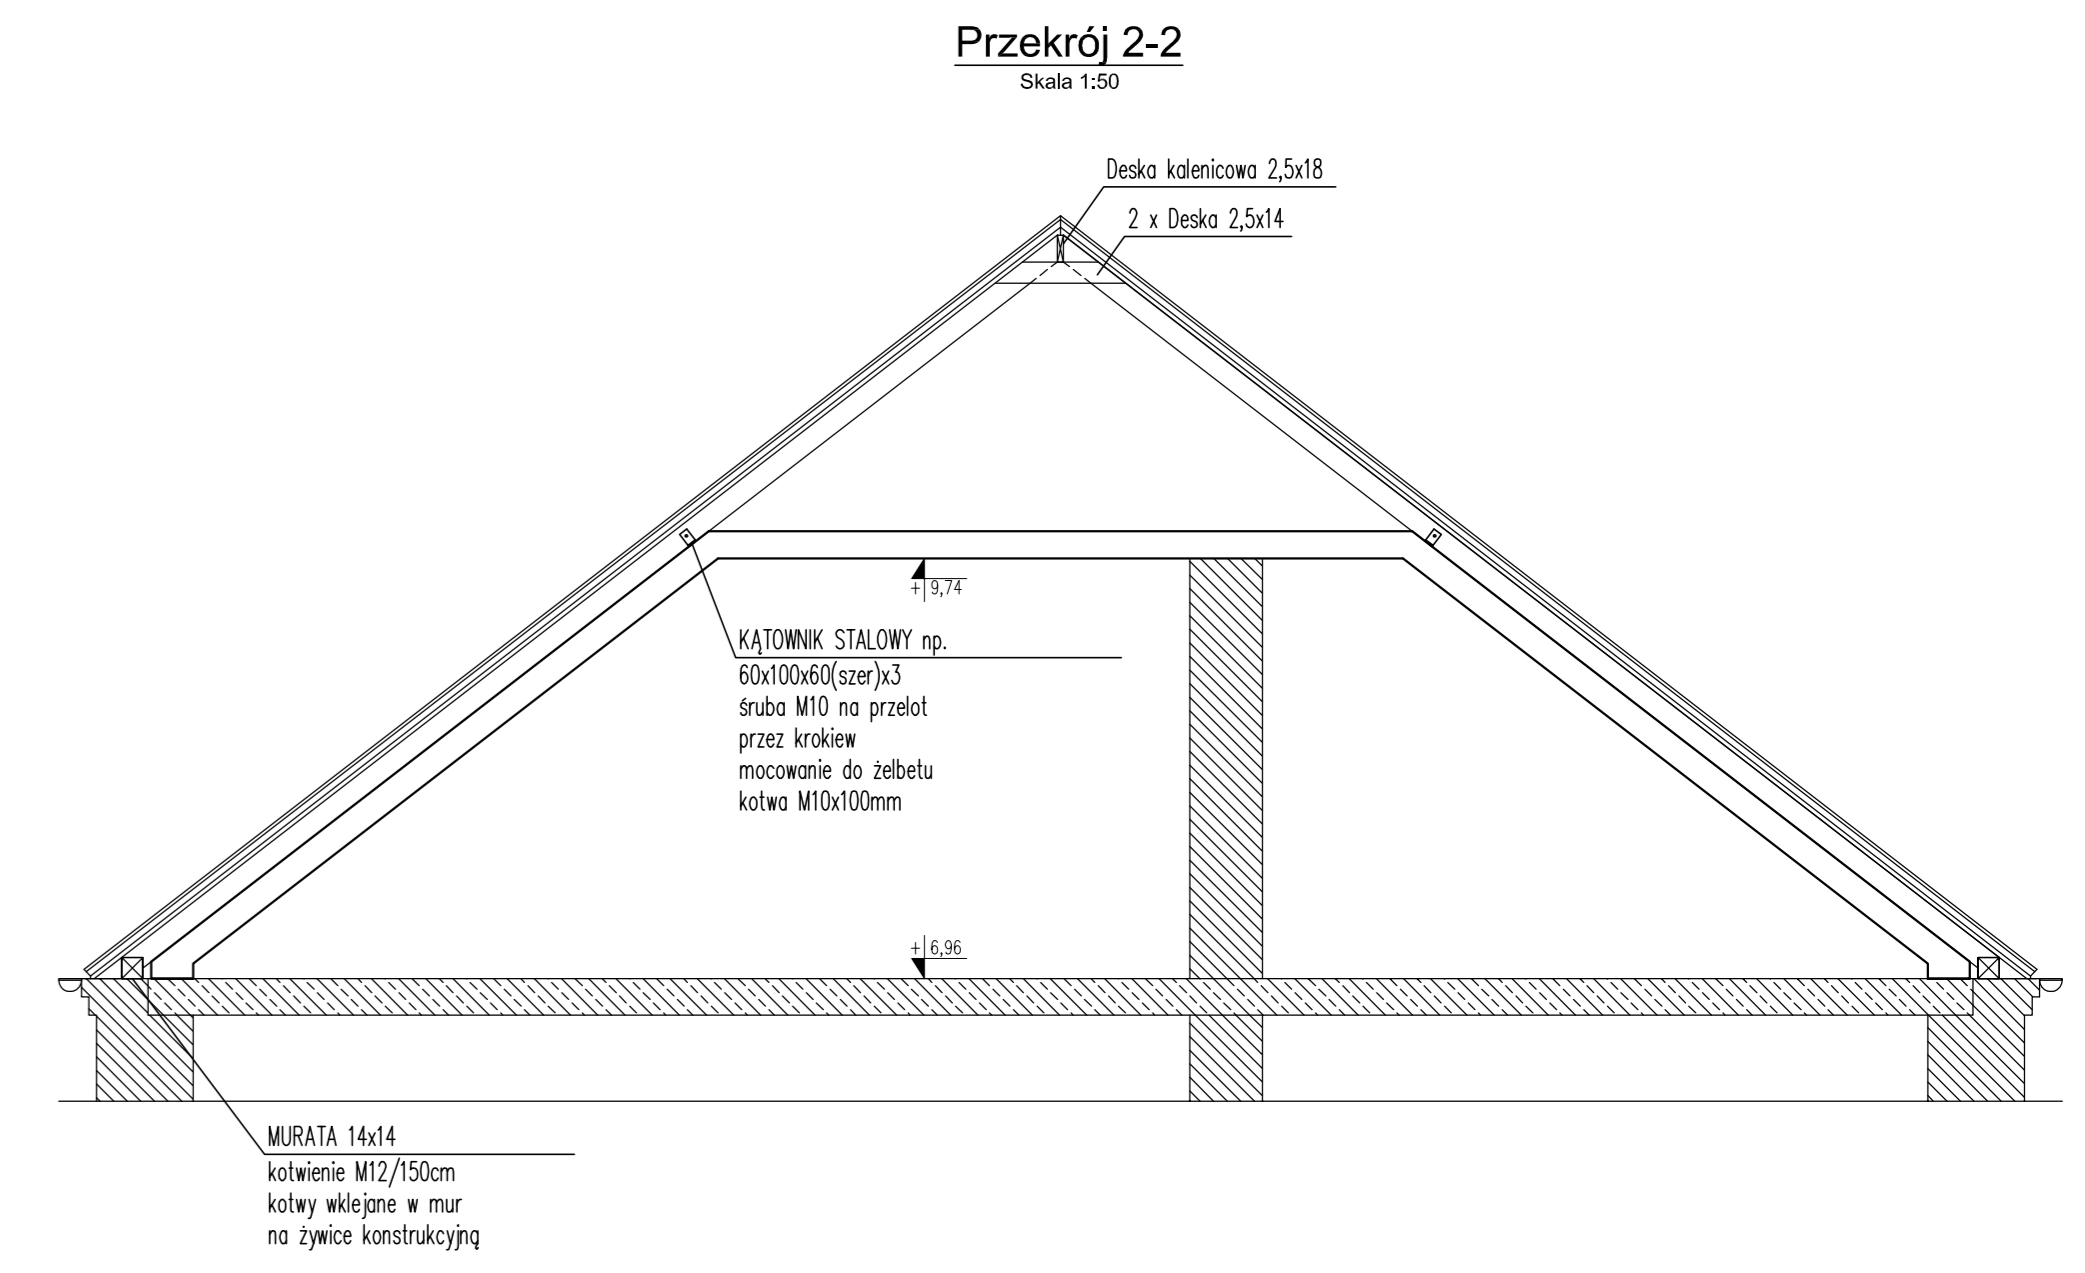 Przekrój 2-2
Skala 1:50
Deska kalenicowa 2,5x18
2 x Deska 2,5x14
+9,74
KĄTOWNIK STALOWY np.
60x100x60(szer)x3
śruba M10 na przelot
przez krokiew
mocowanie do żelbetu
kotwa M10x100mm
+6,96
MURATA 14x14
kotwienie M12/150cm
kotwy wklejane w mur
na żywice konstrukcyjną